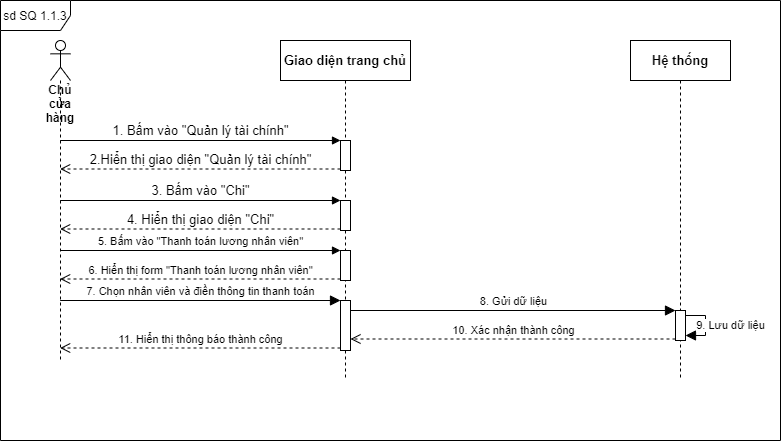 sd SQ 1.1.3
Chủ
cửa
hàng
Giao diện trang chủ
Hệ thống
1. Bấm vào "Quản lý tài chính"
2.Hiển thị giao diện "Quản lý tài chính"
3. Bấm vào "Chi"
4. Hiển thị giao diện "Chi"
5. Bấm vào "Thanh toán lương nhân viên"
6. Hiển thị form "Thanh toán lương nhân viên"
7. Chọn nhân viên và điền thông tin thanh toán
8. Gửi dữ liệu
9. Lưu dữ liệu
10. Xác nhận thành công
11. Hiển thị thông báo thành công